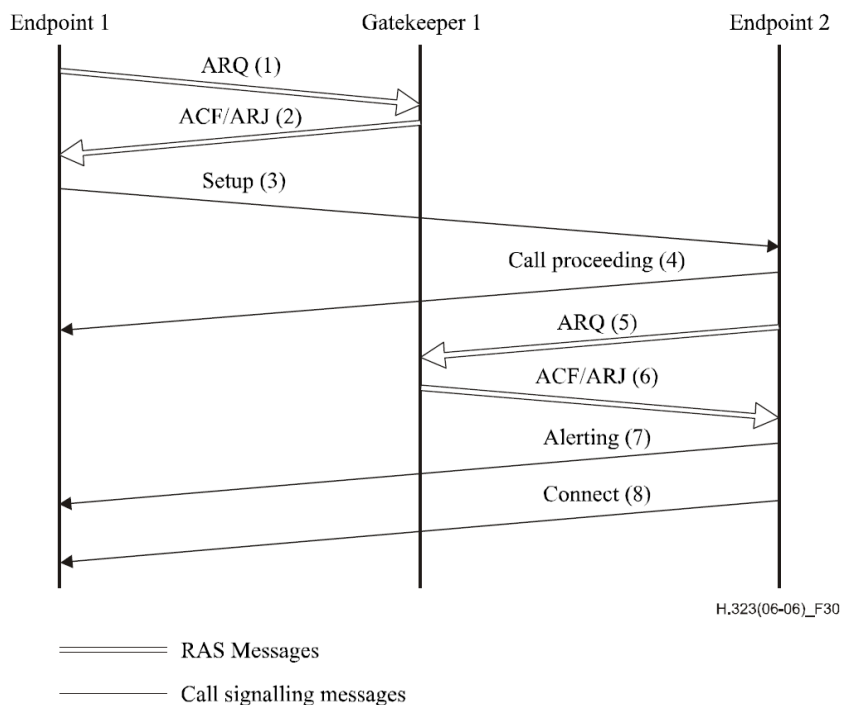 Endpoint 1 Gatekeeper 1 Endpoint 2
ARQ (1)
ACF/ARJ (2)
Setup (3)
Call proceeding (4)
ARQ (5)
ACF/ARJ (6)
Alerting (7)
Connect (8)
H.323(06-06)_F30
RAS Messages
Call signalling messages